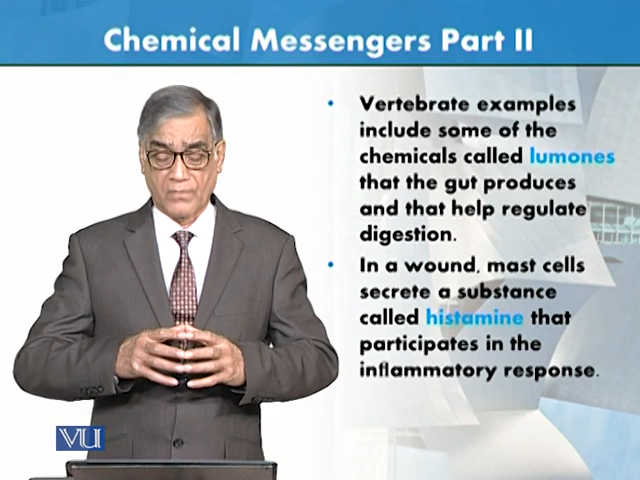 Chemical Messengers Part II
• Vertebrate examples
include some of the
chemicals called lumones
that the gut produces
and that help regulate
digestion.
• In a wound, mast cells
secrete a substance
called histamine that
participates in the
inflammatory response.
VU